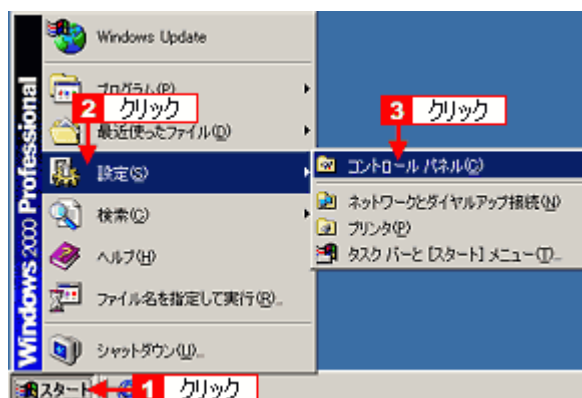 Windows Update
プログラム(P)
2 クリック
最近使ったファイル(D)
設定(S)
検索(C)
ヘルプ(H)
ファイル名を指定して実行(R)...
シャットダウン(U)...
Windows 2000 Professional
3 クリック
コントロール パネル(C)
ネットワークとダイヤルアップ接続(N)
プリンタ(P)
タスク バーと [スタート] メニュー(T)...
スタート
1 クリック